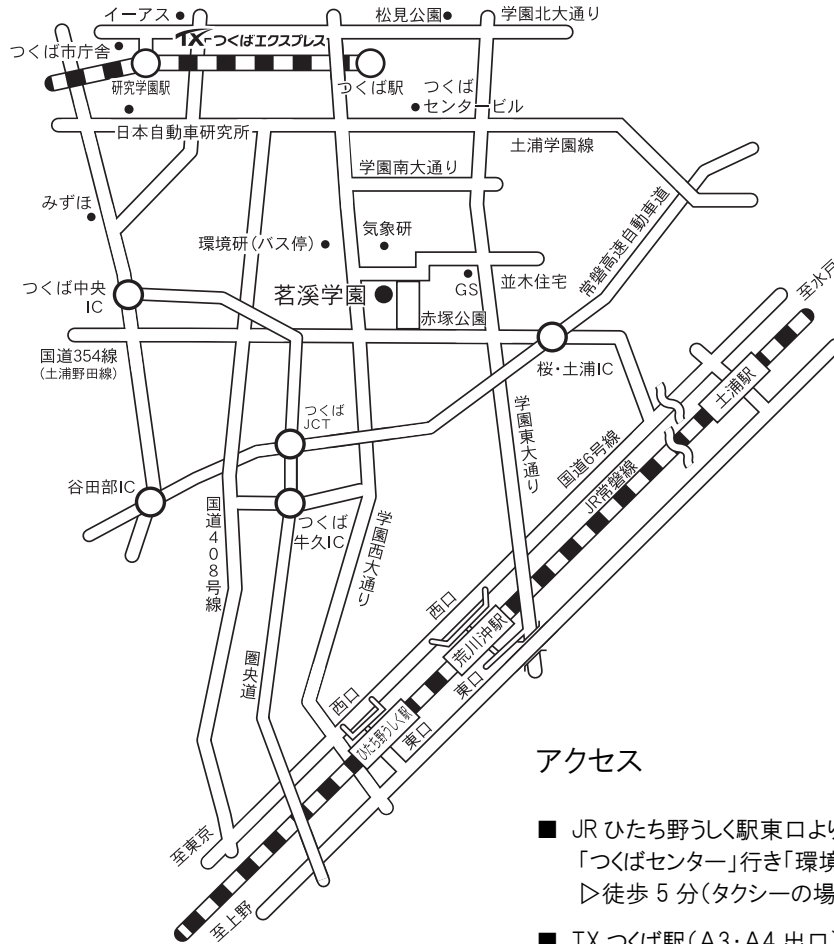 イーアス
松見公園
学園北大通り
つくば市庁舎
TX つくばエクスプレス
研究学園駅
つくば駅
つくば
センタービル
日本自動車研究所
土浦学園線
学園南大通り
みずほ
環境研(バス停)
気象研
常磐高速自動車道
つくば中央
IC
茗溪学園
GS
並木住宅
至水戸
赤塚公園
国道354線
(土浦野田線)
桜・土浦IC
土浦駅
つくば
JCT
学園東大通り
国道6号線
JR常磐線
谷田部IC
国道408号線
つくば
牛久IC
学園西大通り
西口
荒川沖駅
東口
圏央道
西口
ひたち野うしく駅
東口
至東京
至上野
アクセス
■ JR ひたち野うしく駅東口よ
「つくばセンター」行き「環境
▷徒歩 5 分(タクシーの場
■ TX つくば駅(A3・A4 出口)